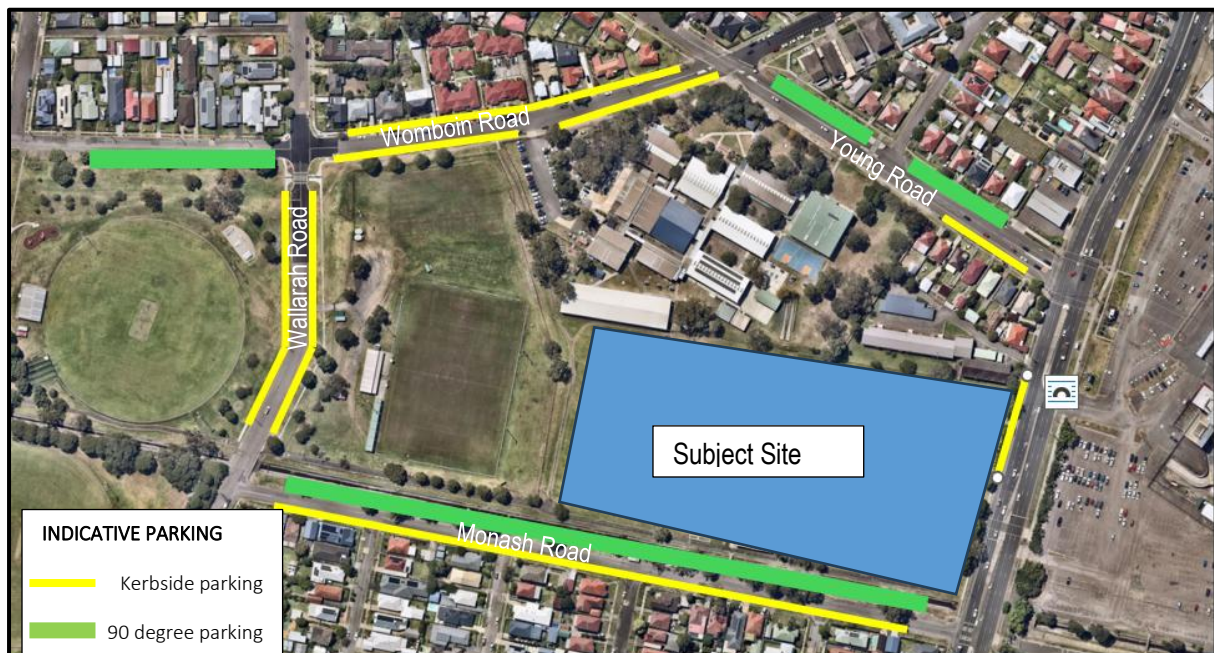 Womboin Road
Young Road
Wallarah Road
Subject Site
Monash Road
INDICATIVE PARKING
Kerbside parking
90 degree parking